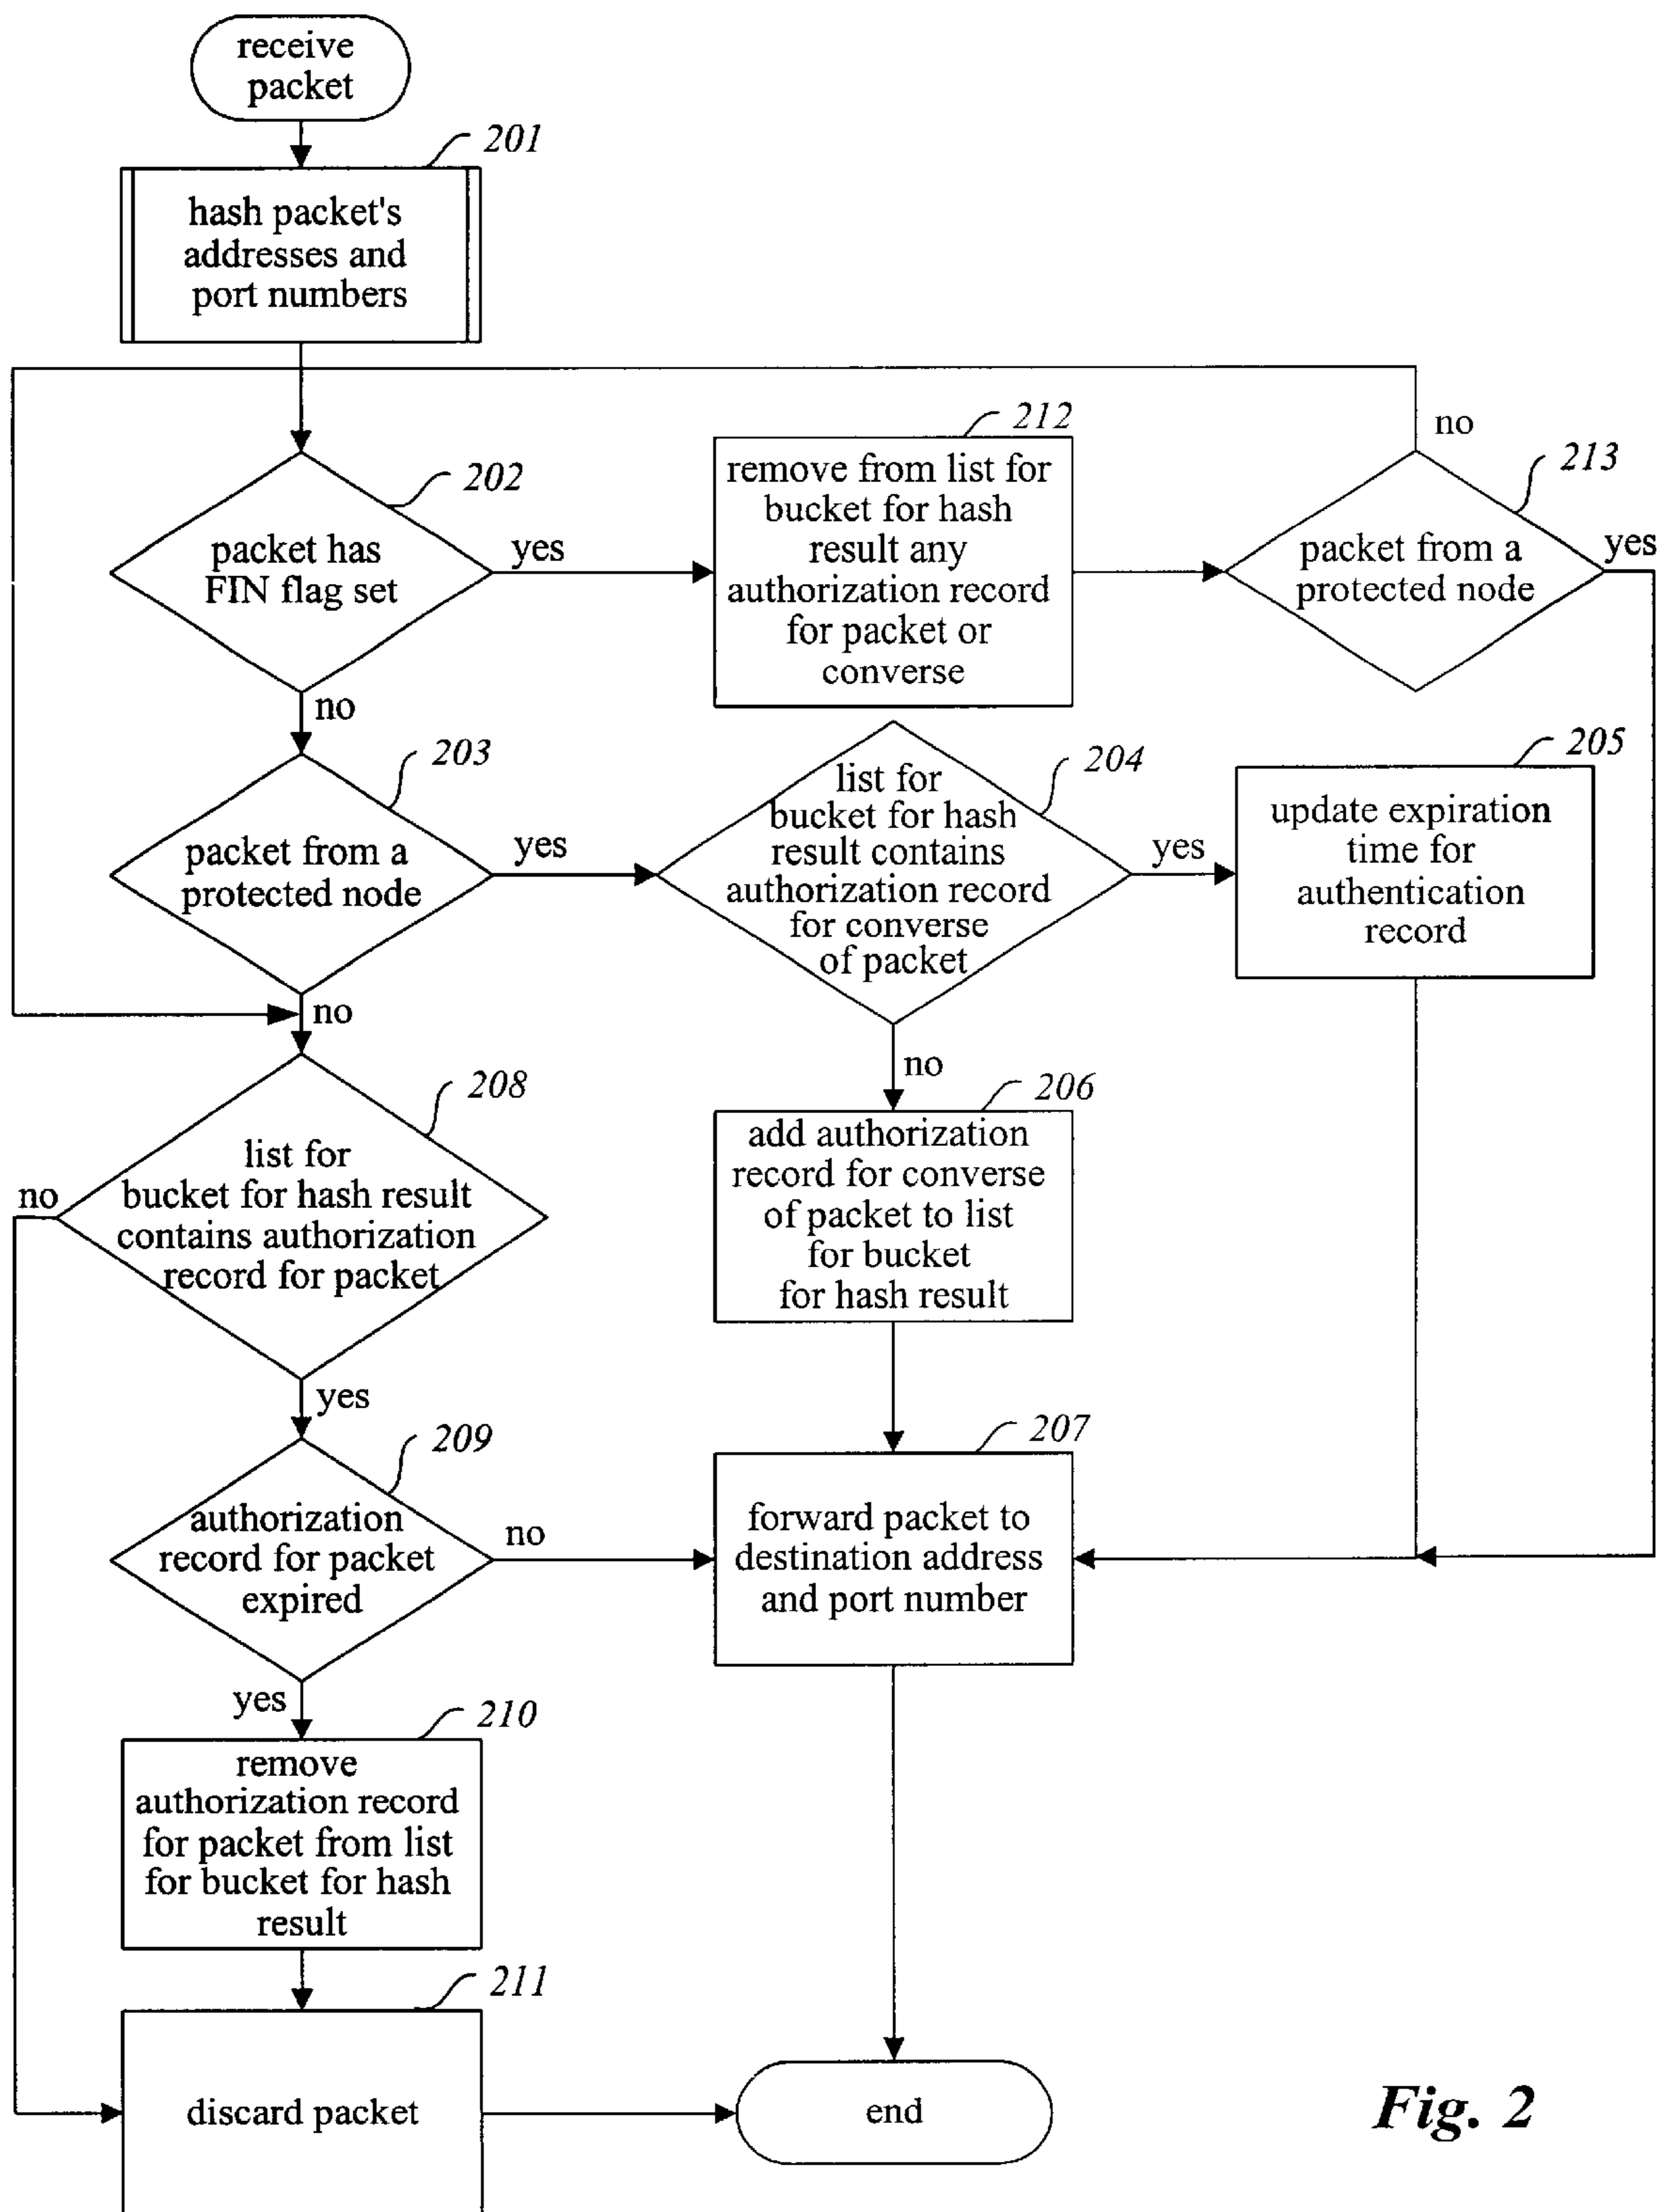 receive
packet
201
hash packet's
addresses and
port numbers
202
packet has
FIN flag set
yes
no
212
remove from list for
bucket for hash
result any
authorization record
for packet or
converse
no
213
packet from a
protected node
yes
203
packet from a
protected node
yes
no
204
list for
bucket for hash
result contains
authorization record
for converse
of packet
yes
no
205
update expiration
time for
authentication
record
208
list for
bucket for hash result
contains authorization
record for packet
no
yes
206
add authorization
record for converse
of packet to list
for bucket
for hash result
209
authorization
record for packet
expired
no
yes
207
forward packet to
destination address
and port number
210
remove
authorization record
for packet from list
for bucket for hash
result
211
discard packet
end
Fig. 2